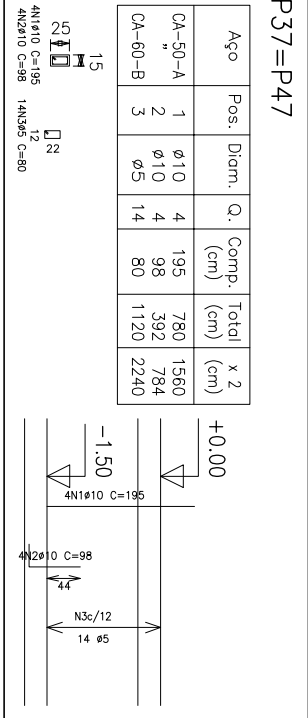 P37=P47
Aço Pos. Diam. Q. Comp. (cm) Total (cm) x 2 (cm)
CA-50-A 1 ø10 4 195 780 1560
" 2 ø10 4 98 392 784
CA-60-B 3 ø5 14 80 1120 2240
15
25
4N1ø10 C=195
4N2ø10 C=98
22
12
14N3ø5 C=80
+0.00
-1.50
4N1ø10 C=195
4N2ø10 C=98
44
N3c/12
14 ø5